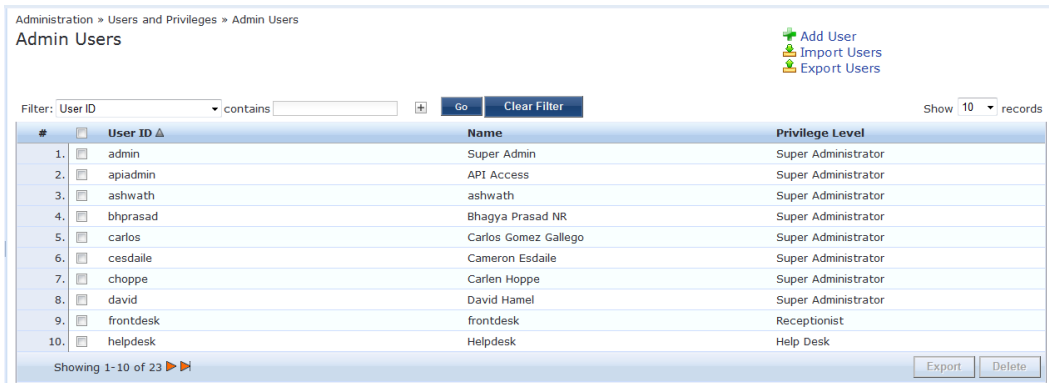 Administration » Users and Privileges » Admin Users
Admin Users
Add User
Import Users
Export Users
Filter: User ID contains + Go Clear Filter Show 10 records
# User ID Name Privilege Level
1. admin Super Admin Super Administrator
2. apiadmin API Access Super Administrator
3. ashwath ashwath Super Administrator
4. bhprasad Bhagya Prasad NR Super Administrator
5. carlos Carlos Gomez Gallego Super Administrator
6. cesdaile Cameron Esdaile Super Administrator
7. choppe Carlen Hoppe Super Administrator
8. david David Hamel Super Administrator
9. frontdesk frontdesk Receptionist
10. helpdesk Helpdesk Help Desk
Showing 1-10 of 23 Export Delete